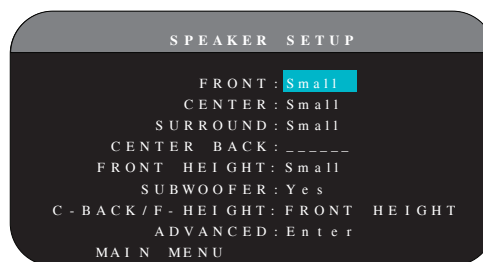 SPEAKER SETUP
FRONT: Small
CENTER: Small
SURROUND: Small
CENTER BACK: ______
FRONT HEIGHT: Small
SUBWOOFER: Yes
C-BACK/F-HEIGHT: FRONT HEIGHT
ADVANCED: Enter
MAIN MENU